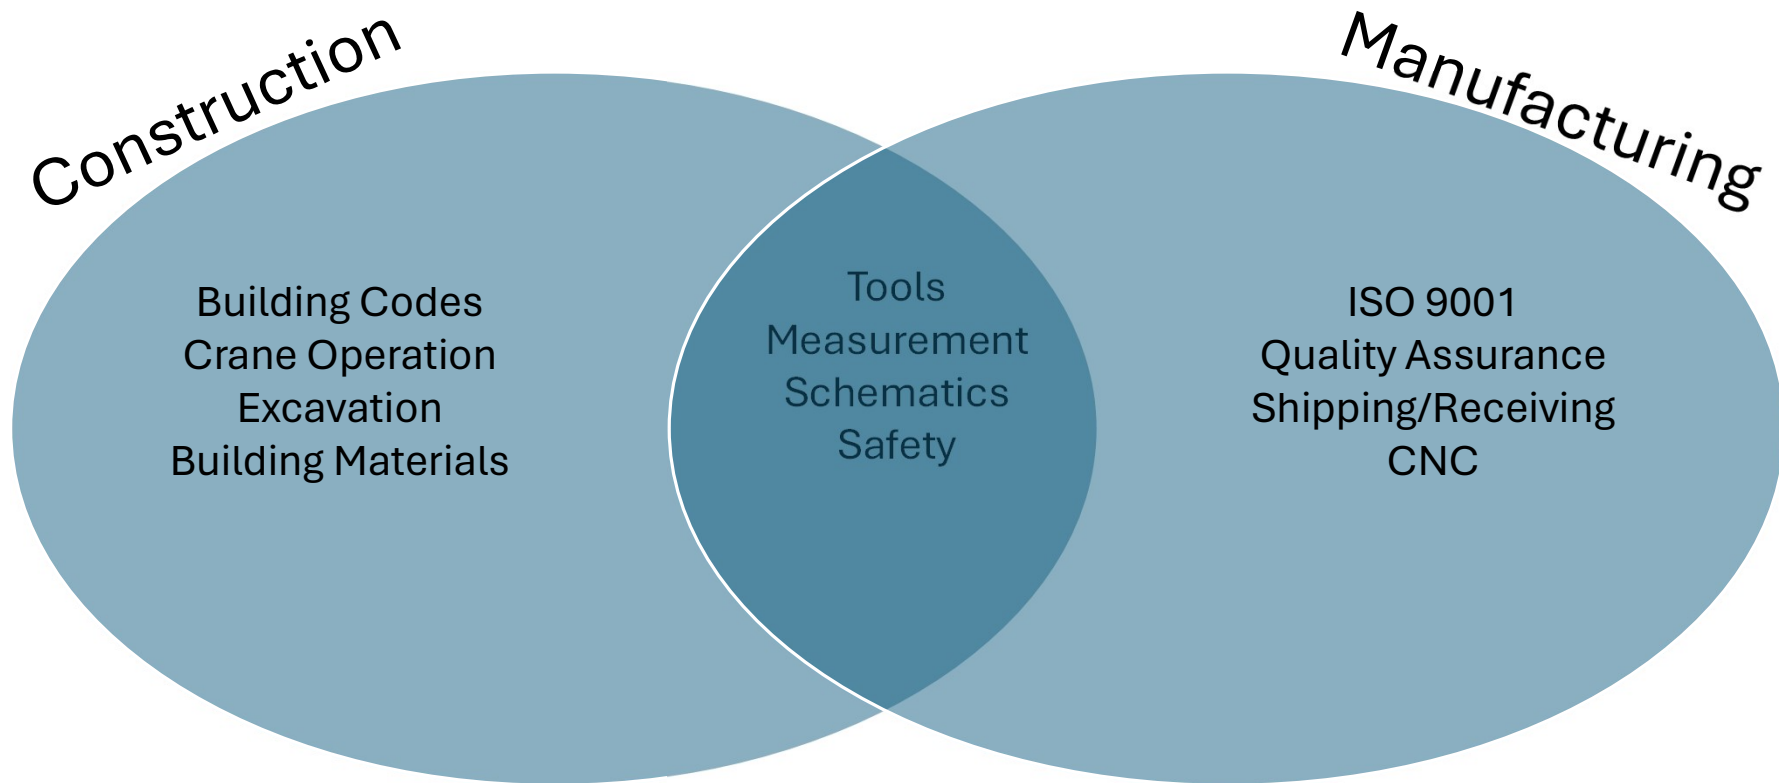 Construction
Manufacturing
Building Codes
Crane Operation
Excavation
Building Materials
Tools
Measurement
Schematics
Safety
ISO 9001
Quality Assurance
Shipping/Receiving
CNC